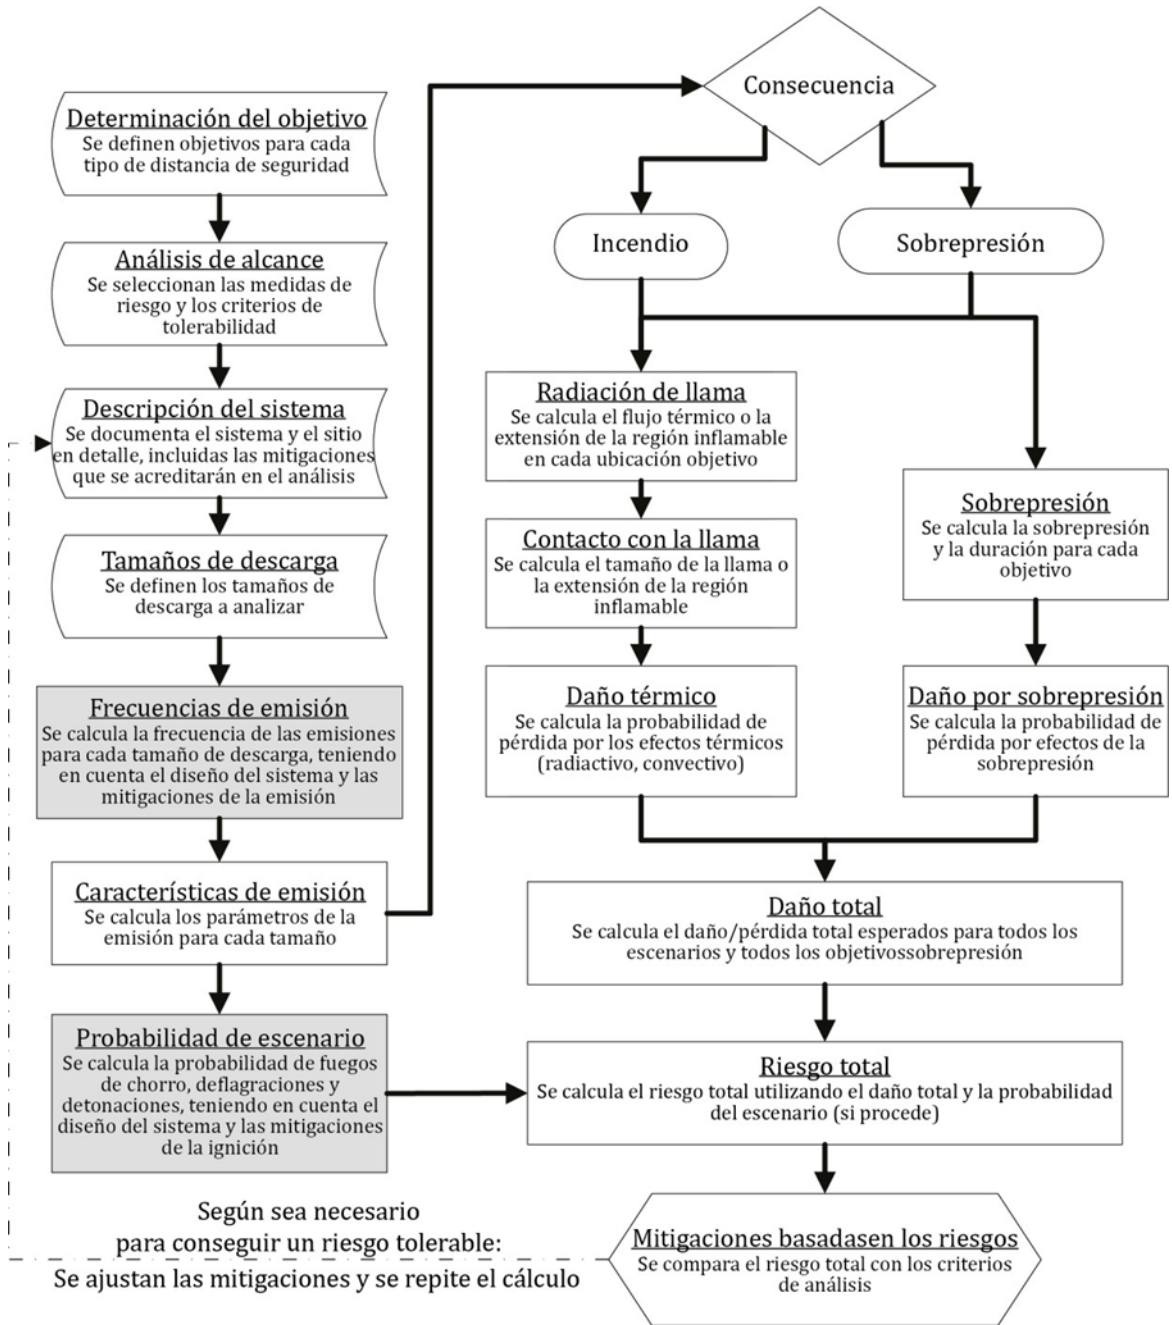 Determinación del objetivo
Se definen objetivos para cada
tipo de distancia de seguridad
Análisis de alcance
Se seleccionan las medidas de
riesgo y los criterios de
tolerabilidad
Descripción del sistema
Se documenta el sistema y el sitio
en detalle, incluidas las mitigaciones
que se acreditarán en el análisis
Tamaños de descarga
Se definen los tamaños de
descarga a analizar
Frecuencias de emisión
Se calcula la frecuencia de las emisiones
para cada tamaño de descarga, teniendo
en cuenta el diseño del sistema y las
mitigaciones de la emisión
Características de emisión
Se calcula los parámetros de la
emisión para cada tamaño
Probabilidad de escenario
Se calcula la probabilidad de fuegos
de chorro, deflagraciones y
detonaciones, teniendo en cuenta el
diseño del sistema y las mitigaciones
de la ignición
Consecuencia
Incendio
Sobrepresión
Radiación de llama
Se calcula el flujo térmico o la
extensión de la región inflamable
en cada ubicación objetivo
Contacto con la llama
Se calcula el tamaño de la llama o
la extensión de la región
inflamable
Daño térmico
Se calcula la probabilidad de
pérdida por los efectos térmicos
(radiactivo, convectivo)
Sobrepresión
Se calcula la sobrepresión
y la duración para cada
objetivo
Daño por sobrepresión
Se calcula la probabilidad de
pérdida por efectos de la
sobrepresión
Daño total
Se calcula el daño/pérdida total esperados para todos los
escenarios y todos los objetivossobrepresión
Riesgo total
Se calcula el riesgo total utilizando el daño total y la probabilidad
del escenario (si procede)
Mitigaciones basadasen los riesgos
Se compara el riesgo total con los criterios
de análisis
Según sea necesario
para conseguir un riesgo tolerable:
Se ajustan las mitigaciones y se repite el cálculo